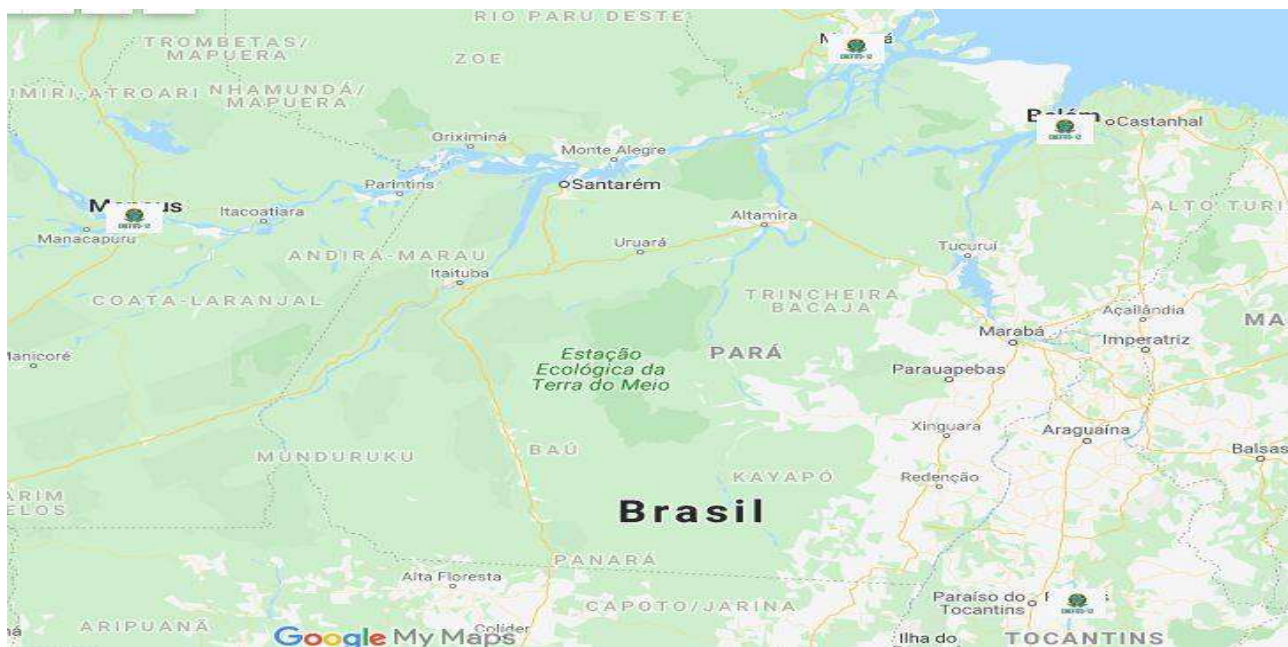 RIO PARU DESTE
TROMBETAS/
MAPUERA
ZOE
IMIRI-ATROARI
NHAMUNDÁ/
MAPUERA
Castanhal
Oriximiná
Monte Alegre
Parintins
Santarém
Itacoatiara
Altamira
ALTO TURI
Manacapuru
Uruará
Tucuruí
ANDIRÁ-MARAU
Itaituba
COATA-LARANJAL
TRINCHEIRA
BACAJA
Açailândia
MA
Marabá
Imperatriz
Manicoré
Estação
Ecológica da
Terra do Meio
PARÁ
Parauapebas
Xinguara
Araguaína
BAÚ
Balsas
MUNDURUKU
KAYAPÓ
Redenção
Brasil
PANARÁ
Alta Floresta
CAPOTO/JARINA
Paraíso do
Tocantins
ARIPUANÃ
Google My Maps
Colíder
Ilha do
TOCANTINS